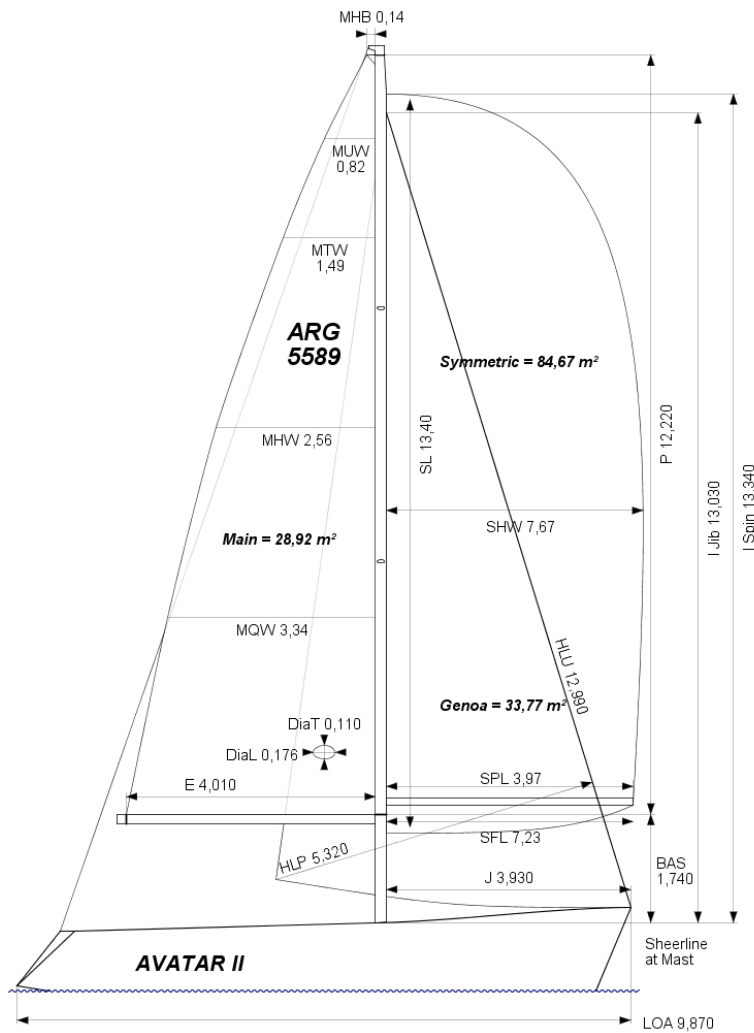 MHB 0,14
MUW
0,82
MTW
1,49
ARG
5589
Symmetric = 84,67 m²
SL 13,40
P 12,220
MHW 2,56
I Jib 13,030
I Spin 13.340
SHW 7,67
Main = 28,92 m²
MQW 3,34
HLU 12,990
Genoa = 33,77 m²
DiaT 0,110
DiaL 0,176
E 4,010
SPL 3,97
SFL 7,23
HLP 5,320
BAS
1,740
J 3,930
Sheerline
at Mast
AVATAR II
LOA 9,870